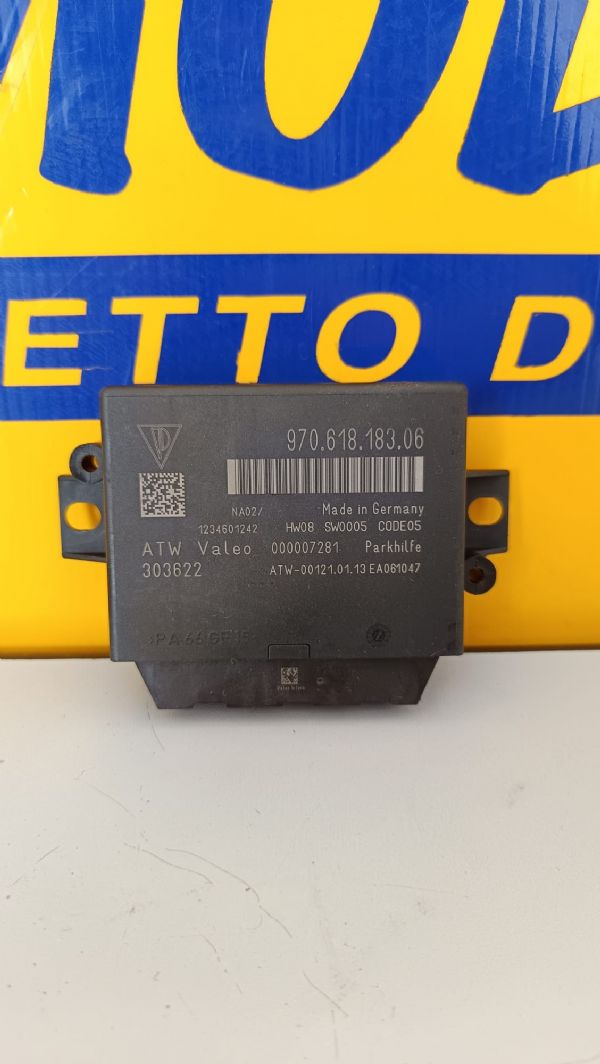 ETTO D
970.618.183.06
NA02/ Made in Germany
1234601242 HW08 SW0005 CODE05
ATW Valeo 000007281 Parkhilfe
303622 ATW-00121.01.13 EA061047